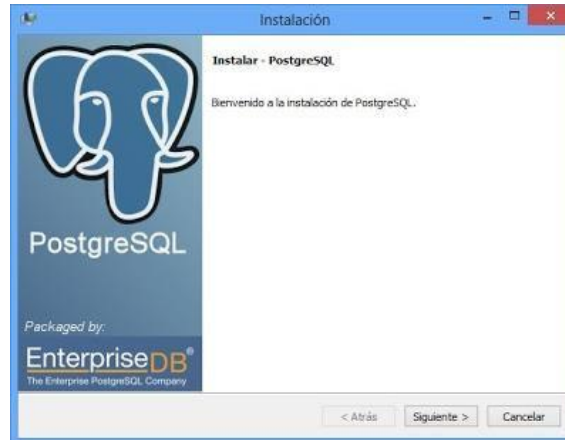 Instalación
Instalar - PostgreSQL
Bienvenido a la instalación de PostgreSQL.
PostgreSQL
Packaged by:
EnterpriseDB®
The Enterprise PostgreSQL Company
< Atrás Siguiente > Cancelar